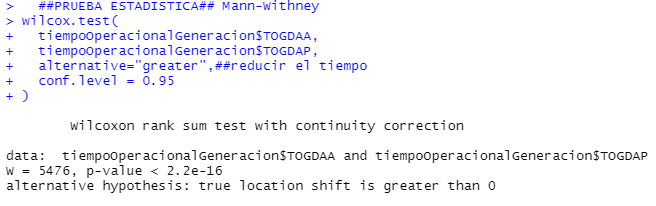 >   ##PRUEBA ESTADISTICA## Mann-Withney
> wilcox.test(
+   tiempoOperacionalGeneracion$TOGDAA,
+   tiempoOperacionalGeneracion$TOGDAP,
+   alternative="greater",##reducir el tiempo
+   conf.level = 0.95
+ )
Wilcoxon rank sum test with continuity correction
data:  tiempoOperacionalGeneracion$TOGDAA and tiempoOperacionalGeneracion$TOGDAP
W = 5476, p-value < 2.2e-16
alternative hypothesis: true location shift is greater than 0